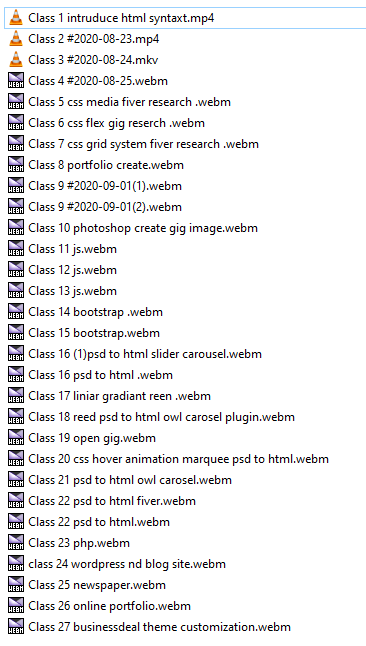 Class 1 intruduce html syntaxt.mp4
Class 2 #2020-08-23.mp4
Class 3 #2020-08-24.mkv
Class 4 #2020-08-25.webm
Class 5 css media fiver research .webm
Class 6 css flex gig reserch .webm
Class 7 css grid system fiver research .webm
Class 8 portfolio create.webm
Class 9 #2020-09-01(1).webm
Class 9 #2020-09-01(2).webm
Class 10 photoshop create gig image.webm
Class 11 js.webm
Class 12 js.webm
Class 13 js.webm
Class 14 bootstrap .webm
Class 15 bootstrap.webm
Class 16 (1)psd to html slider carousel.webm
Class 16 psd to html .webm
Class 17 liniar gradiant reen .webm
Class 18 reed psd to html owl carosel plugin.webm
Class 19 open gig.webm
Class 20 css hover animation marquee psd to html.webm
Class 21 psd to html owl carosel.webm
Class 22 psd to html fiver.webm
Class 22 psd to html.webm
Class 23 php.webm
class 24 wordpress nd blog site.webm
Class 25 newspaper.webm
Class 26 online portfolio.webm
Class 27 businessdeal theme customization.webm